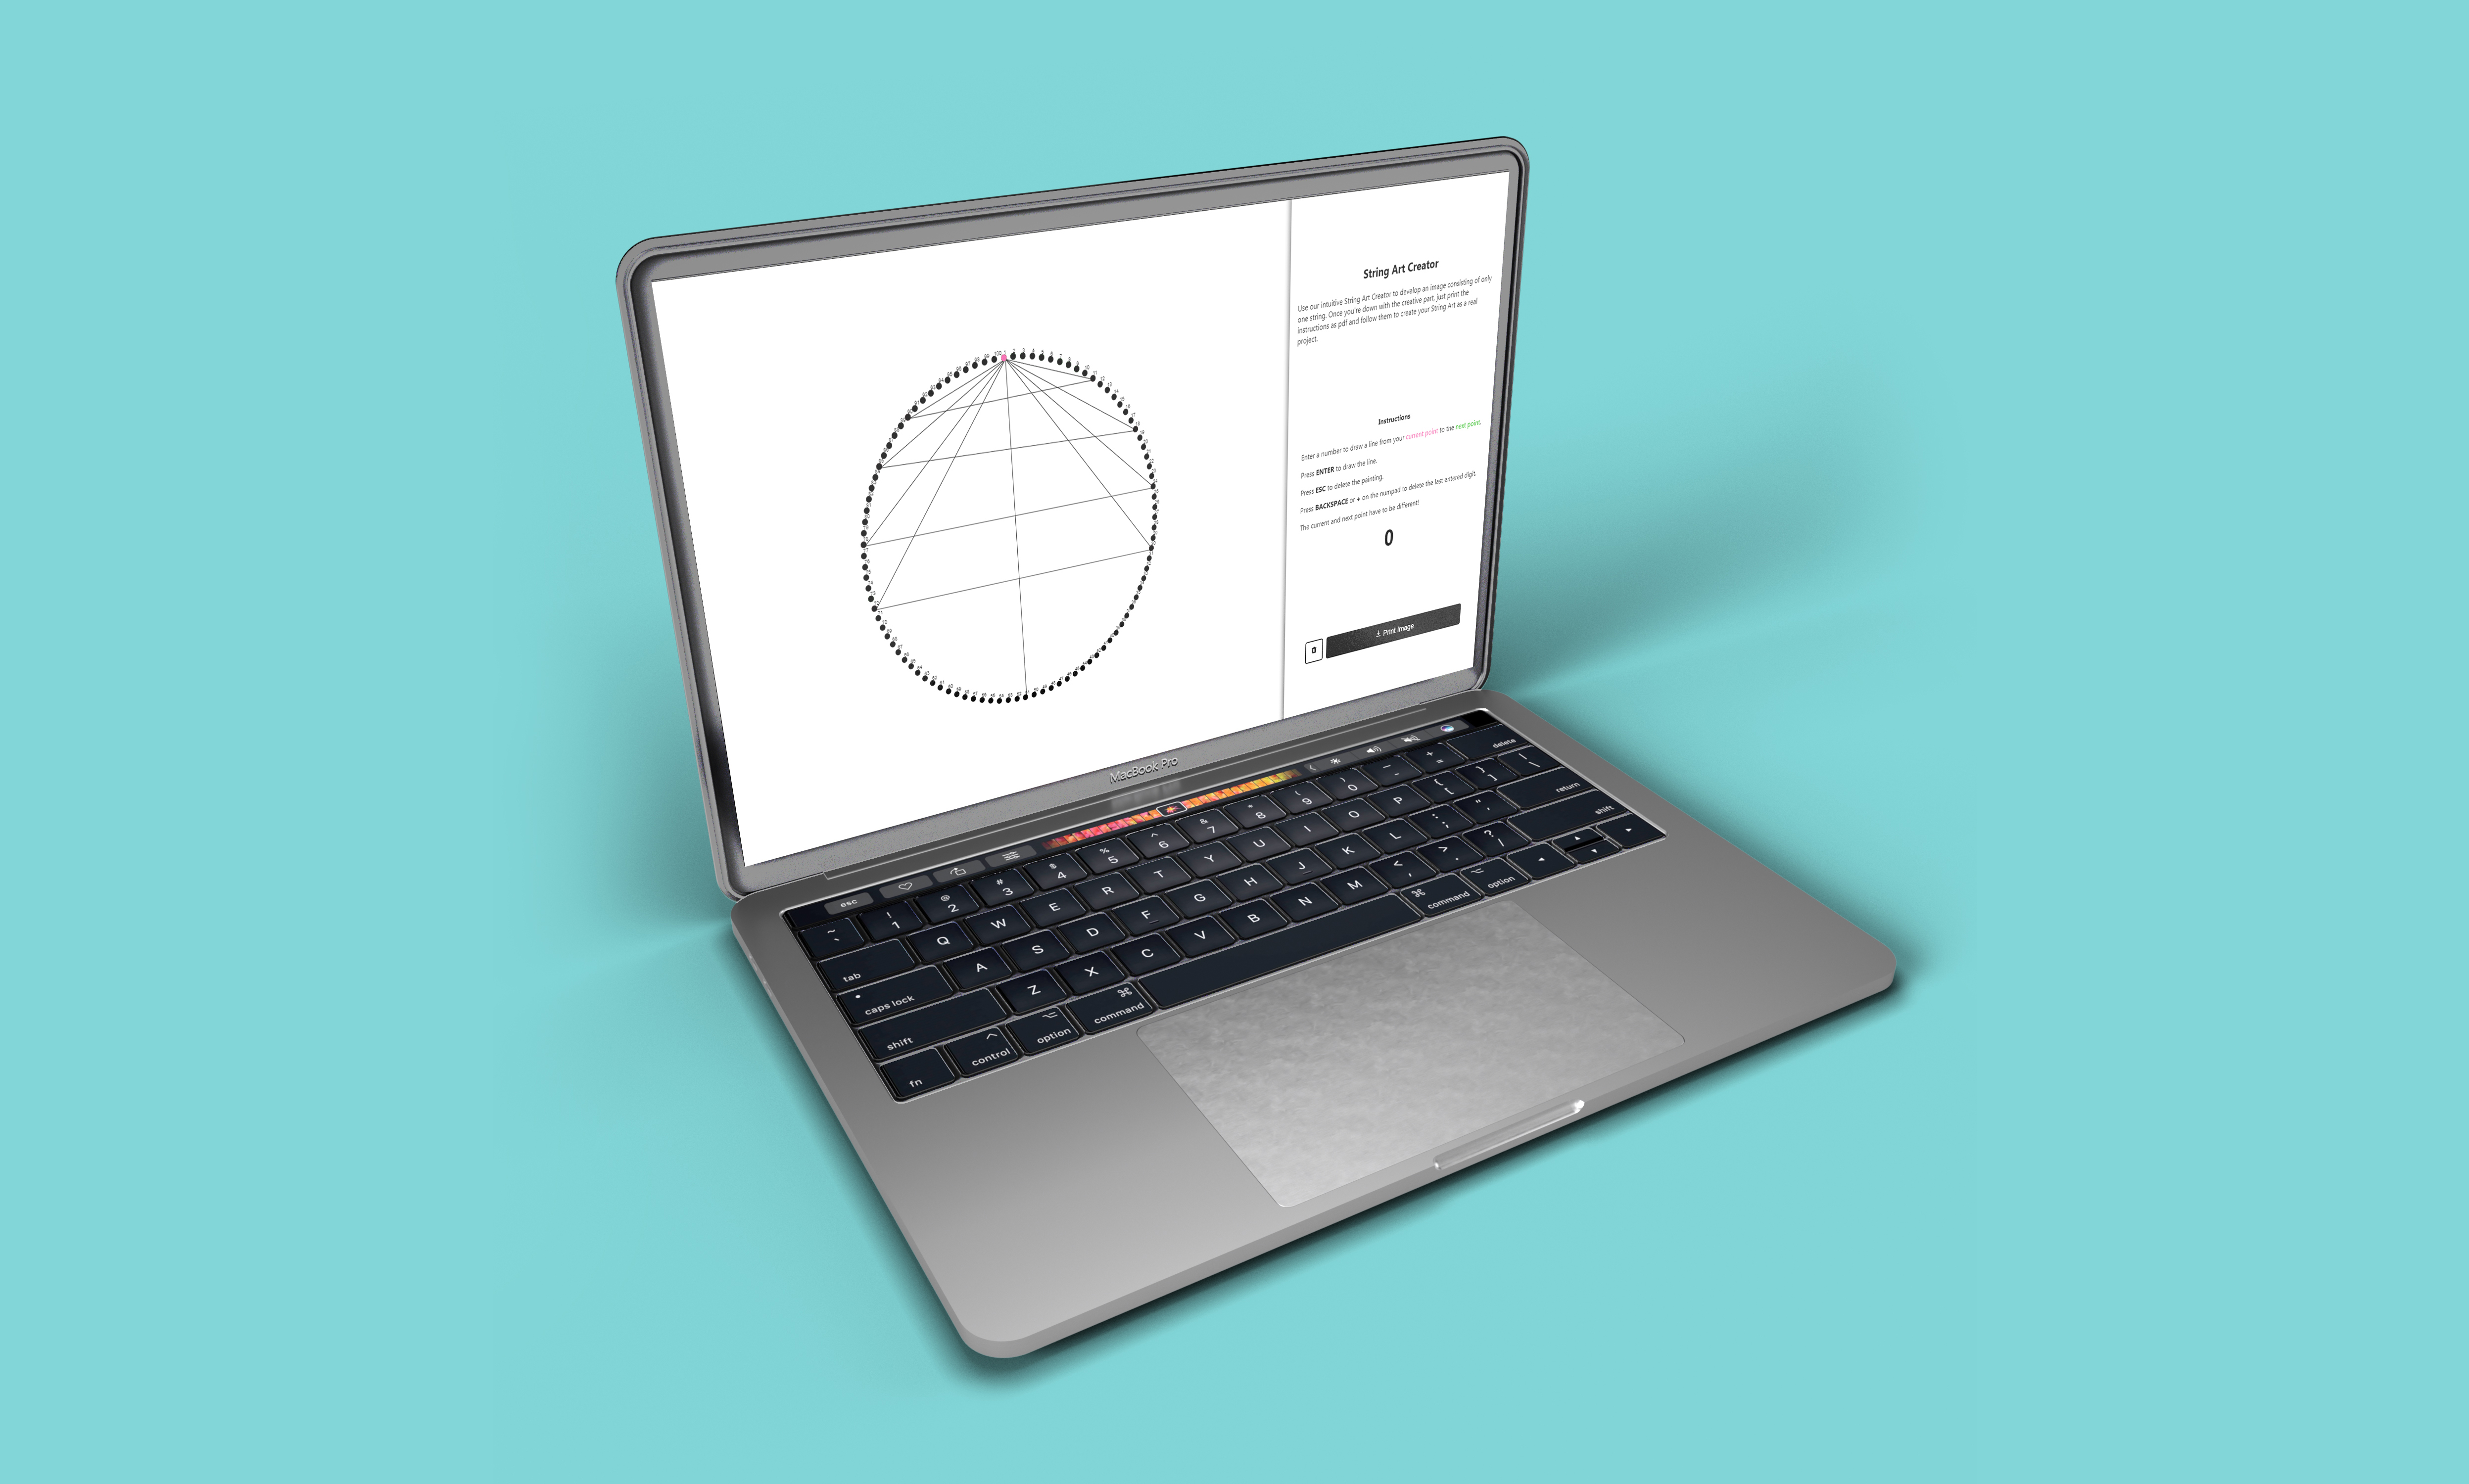 String Art Creator
Use our intuitive String Art Creator to develop an image consisting of only
one string. Once you're down with the creative part, just print the
instructions as pdf and follow them to create your String Art as a real
project.
Instructions
Enter a number to draw a line from your current point to the next point.
Press ENTER to draw the line.
Press ESC to delete the painting.
Press BACKSPACE or + on the numpad to delete the last entered digit.
The current and next point have to be different!
0
Print Image
MacBook Pro
esc
~ ! @ # $ % ^ & * ( ) _ +
` 1 2 3 4 5 6 7 8 9 0 - = delete
tab Q W E R T Y U I O P { [ } ] | \
caps lock A S D F G H J K L : ; " ' return
shift Z X C V B N M < , > . ? / shift
fn control option command command option